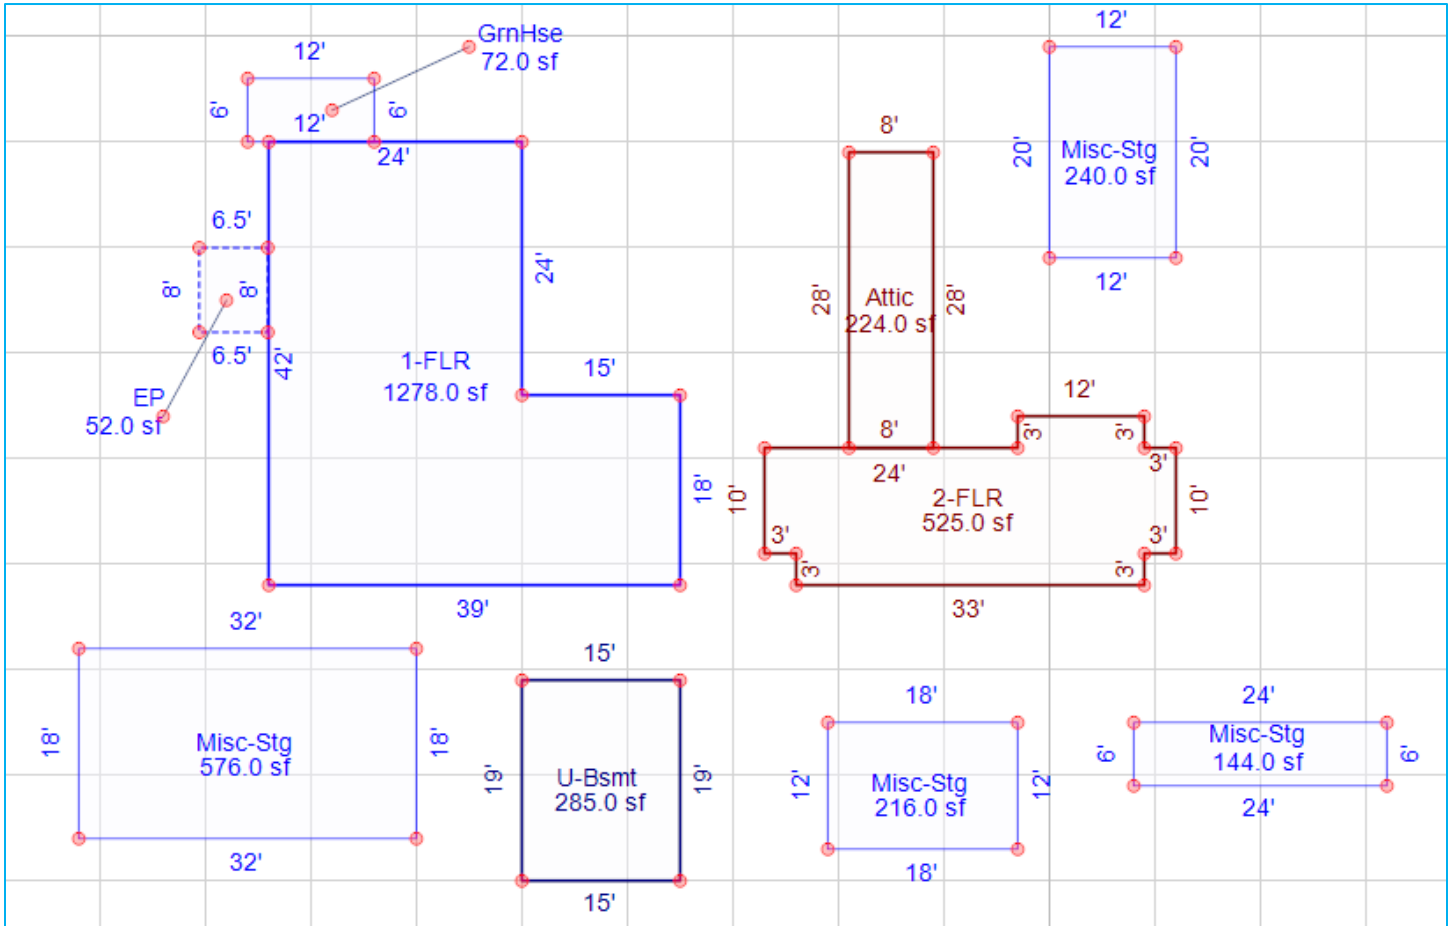 GrnHse
72.0 sf
12'
6'
6'
12'
24'
6.5'
8'
8'
6.5'
EP
52.0 sf
42'
24'
1-FLR
1278.0 sf
15'
18'
39'
8'
28'
Attic
224.0 sf
28'
8'
24'
12'
3'
3'
3'
10'
2-FLR
525.0 sf
10'
3'
3'
3'
3'
33'
12'
20'
Misc-Stg
240.0 sf
20'
12'
32'
18'
Misc-Stg
576.0 sf
18'
32'
15'
19'
U-Bsmt
285.0 sf
19'
15'
18'
12'
Misc-Stg
216.0 sf
12'
18'
24'
6'
Misc-Stg
144.0 sf
6'
24'